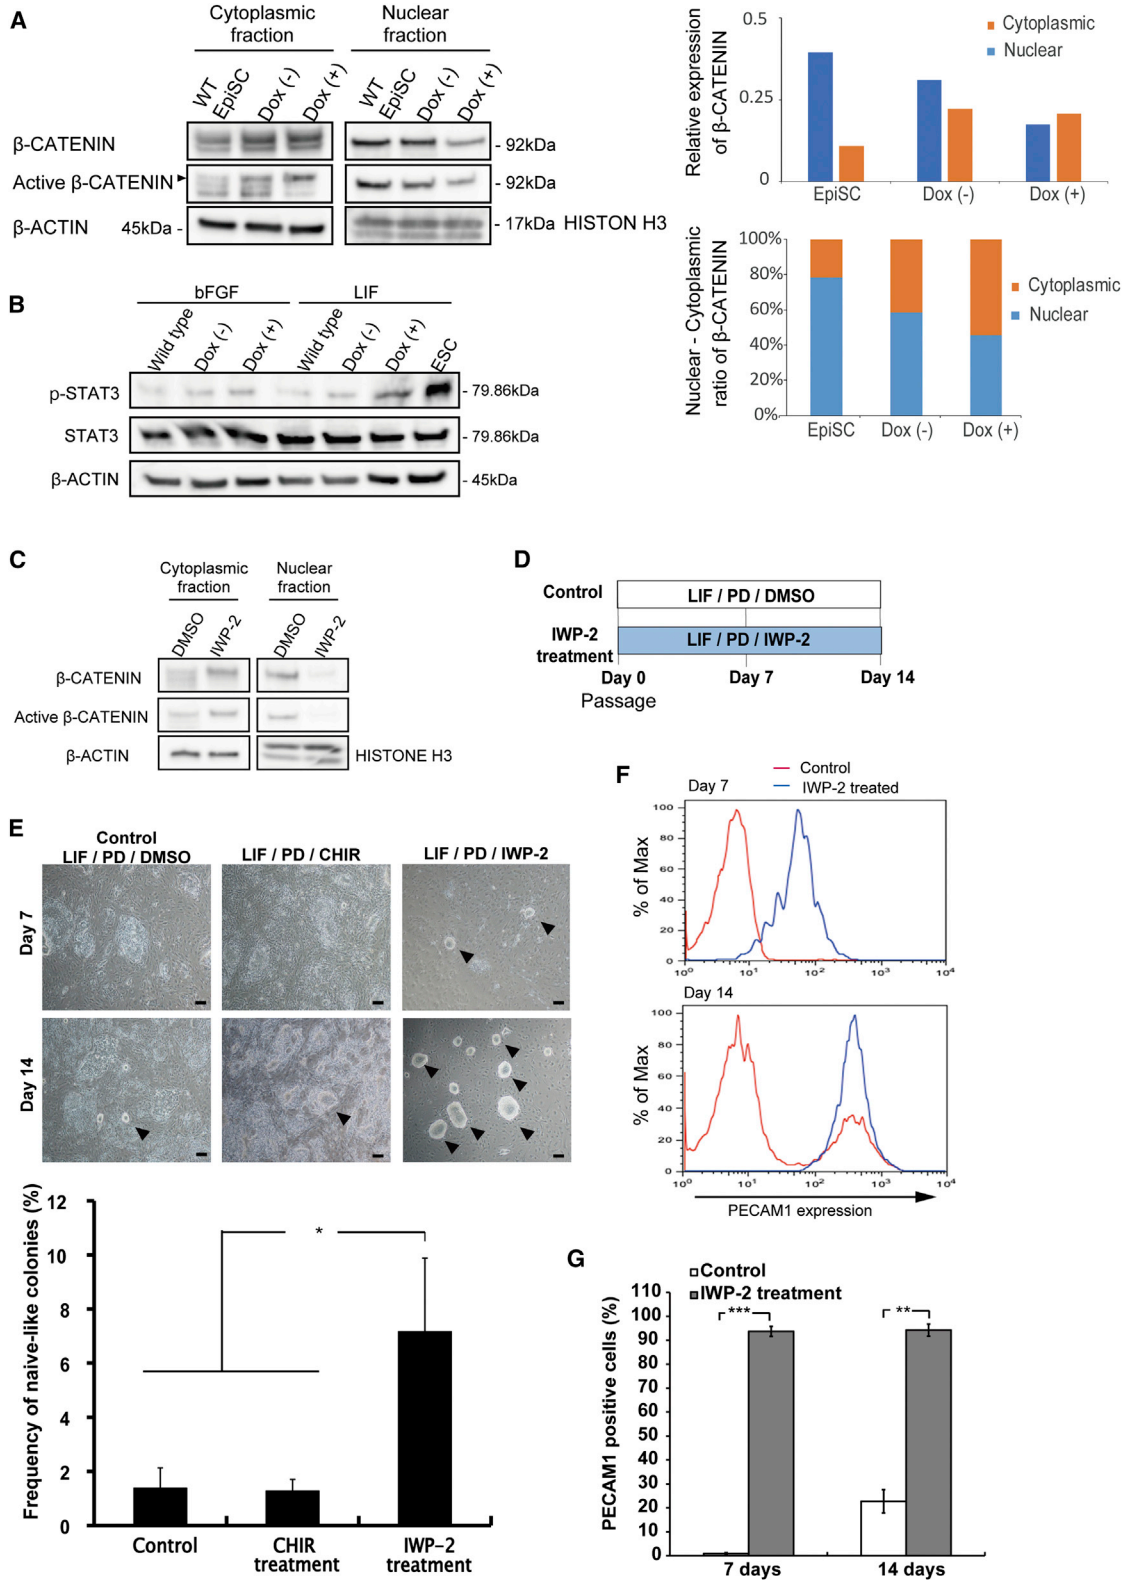 A
Cytoplasmic
fraction
Nuclear
fraction
WT
EpiSC
Dox (-)
Dox (+)
WT
EpiSC
Dox (-)
Dox (+)
β-CATENIN
- 92kDa
Active β-CATENIN
- 92kDa
β-ACTIN
45kDa -
- 17kDa HISTON H3
Relative expression
of β-CATENIN
0.5
0.25
0
Cytoplasmic
Nuclear
EpiSC
Dox (-)
Dox (+)
Nuclear - Cytoplasmic
ratio of β-CATENIN
100%
80%
60%
40%
20%
0%
Cytoplasmic
Nuclear
EpiSC
Dox (-)
Dox (+)
B
bFGF
LIF
Wild type
Dox (-)
Dox (+)
Wild type
Dox (-)
Dox (+)
ESC
p-STAT3
- 79.86kDa
STAT3
- 79.86kDa
β-ACTIN
- 45kDa
C
Cytoplasmic
fraction
Nuclear
fraction
DMSO
IWP-2
DMSO
IWP-2
β-CATENIN
Active β-CATENIN
β-ACTIN
HISTONE H3
D
Control
LIF / PD / DMSO
IWP-2
treatment
LIF / PD / IWP-2
Day 0
Day 7
Day 14
Passage
E
Control
LIF / PD / DMSO
LIF / PD / CHIR
LIF / PD / IWP-2
Day 7
Day 14
Frequency of naive-like colonies (%)
12
10
8
6
4
2
0
*
Control
CHIR
treatment
IWP-2
treatment
F
Day 7
Control
IWP-2 treated
% of Max
100
80
60
40
20
0
10⁰
10¹
10²
10³
10⁴
Day 14
% of Max
100
80
60
40
20
0
10⁰
10¹
10²
10³
10⁴
PECAM1 expression
G
Control
IWP-2 treatment
PECAM1 positive cells (%)
110
100
90
80
70
60
50
40
30
20
10
0
***
**
7 days
14 days